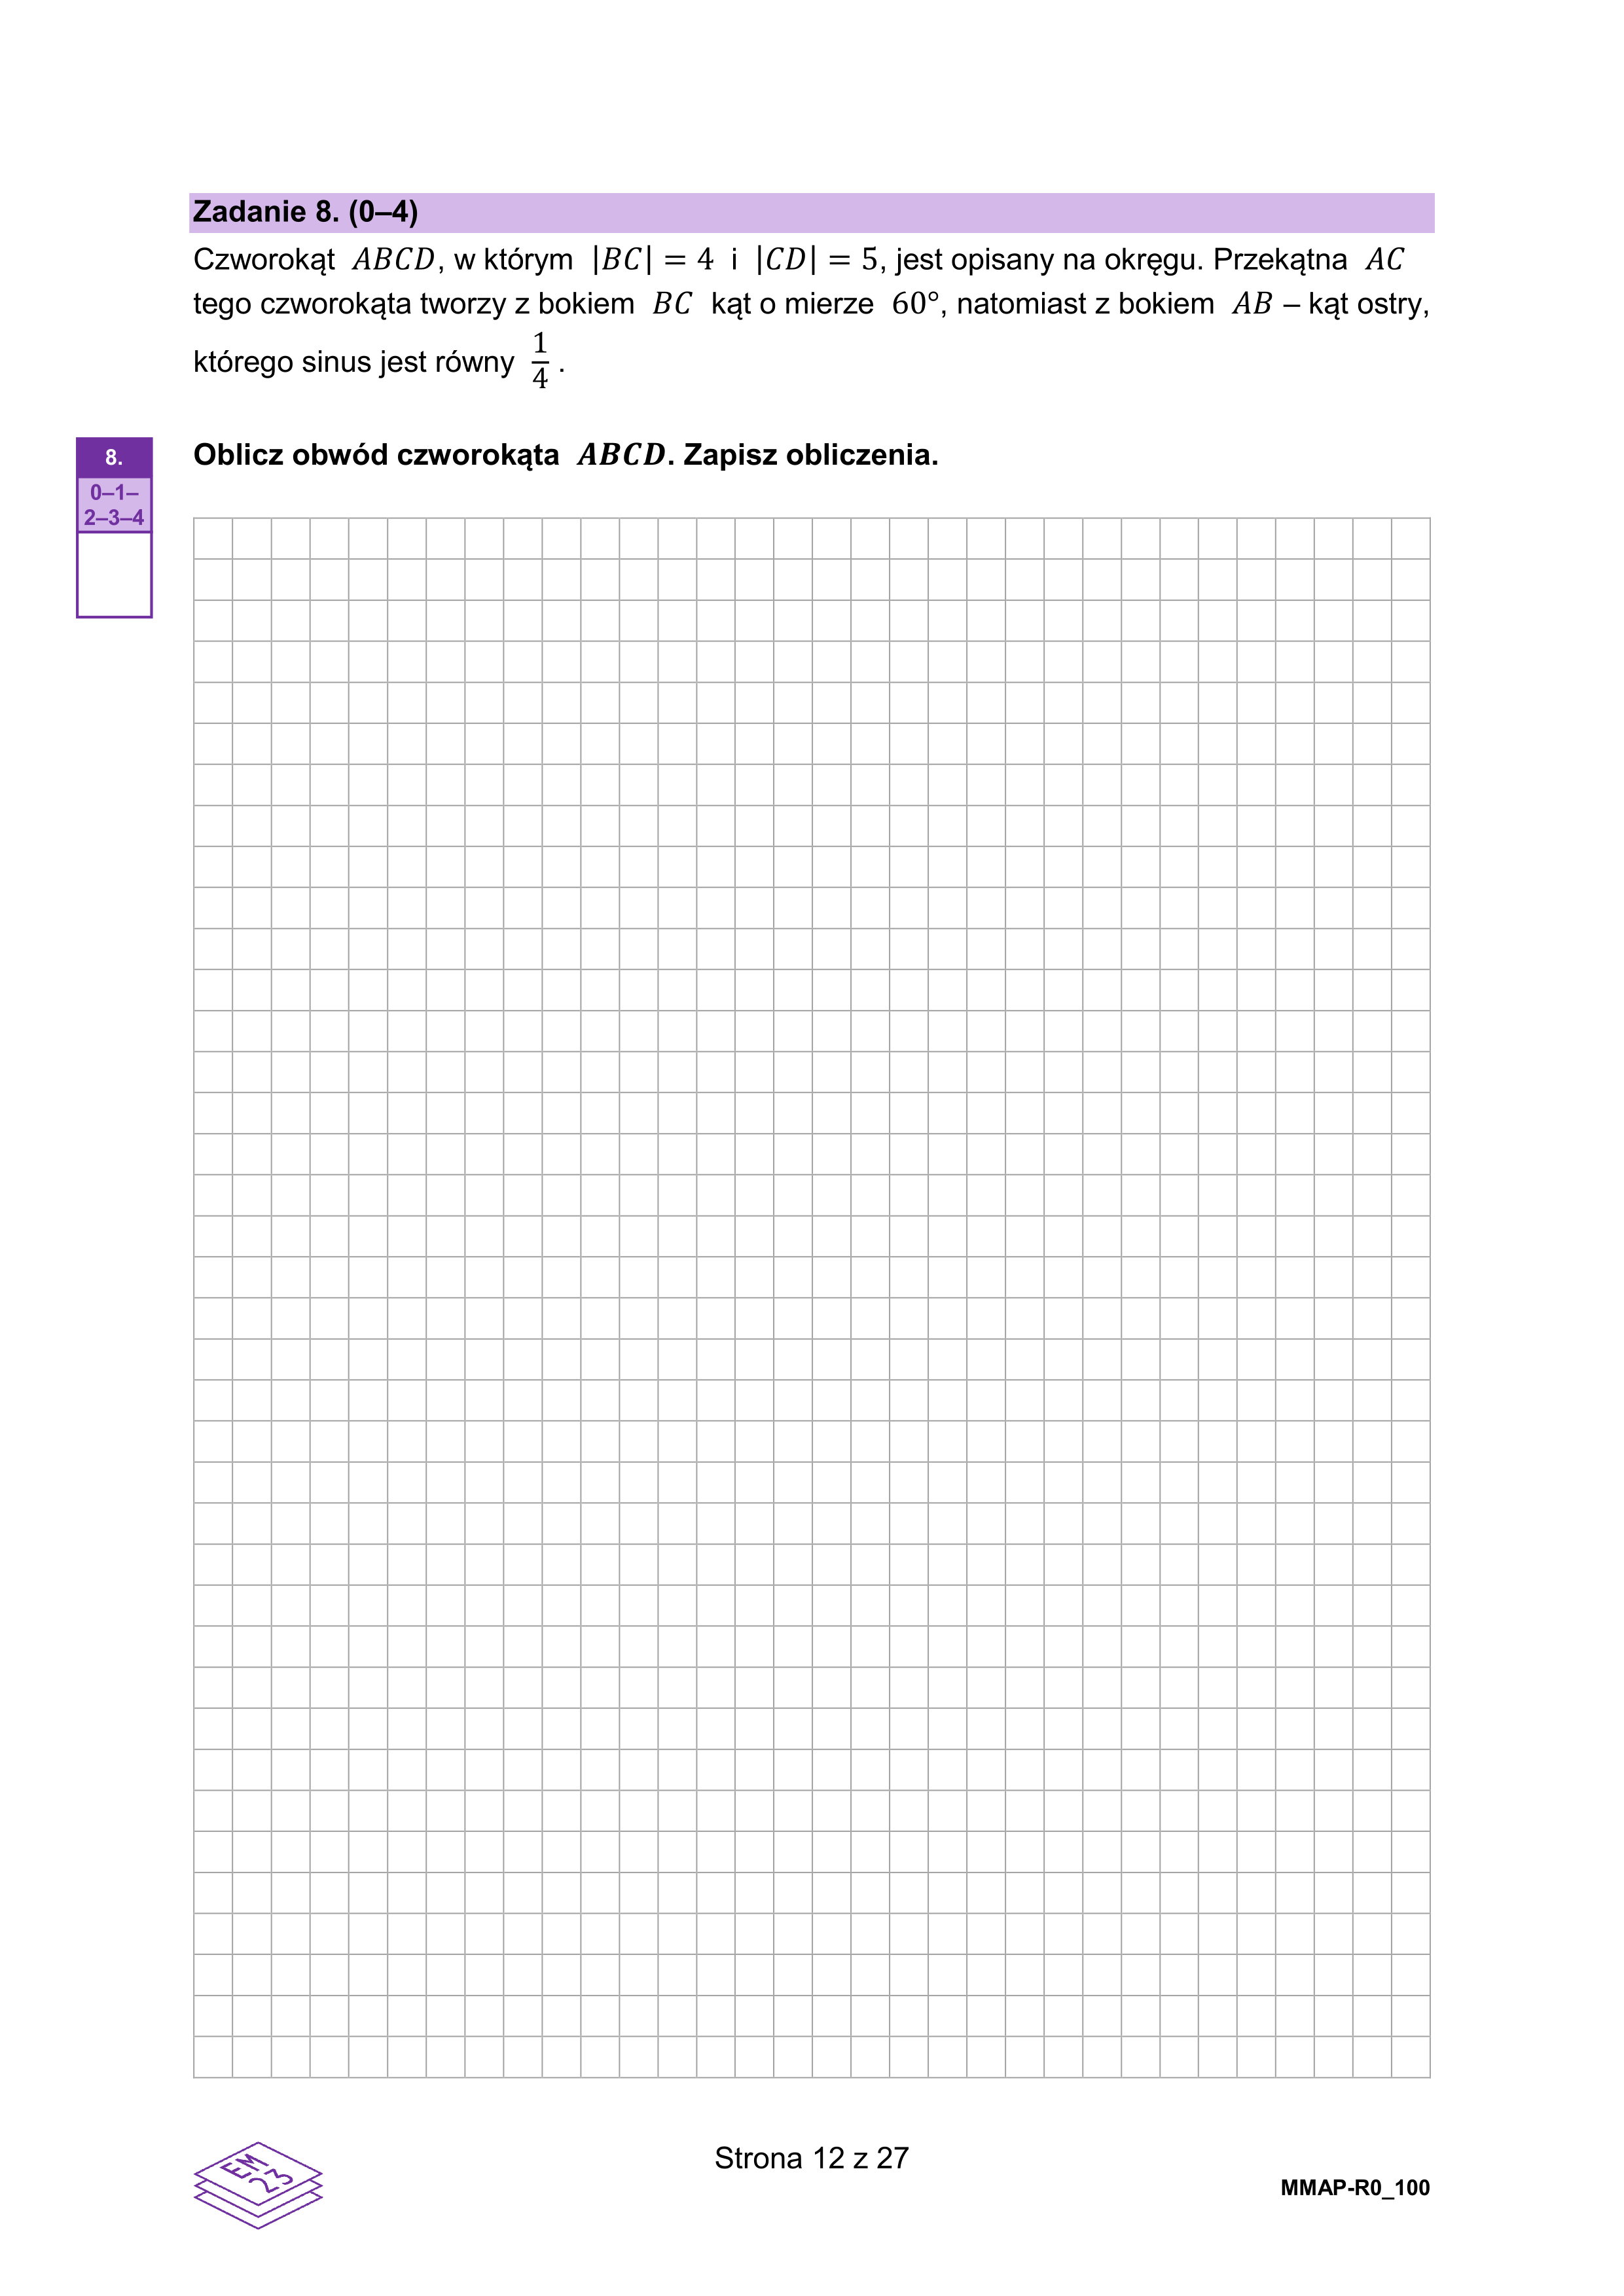 Zadanie 8. (0–4)
Czworokąt ABCD, w którym |BC| = 4 i |CD| = 5, jest opisany na okręgu. Przekątna AC
tego czworokąta tworzy z bokiem BC kąt o mierze 60°, natomiast z bokiem AB – kąt ostry,
którego sinus jest równy 1/4 .
8.
0–1–
2–3–4
Oblicz obwód czworokąta ABCD. Zapisz obliczenia.
EM
23
Strona 12 z 27
MMAP-R0_100